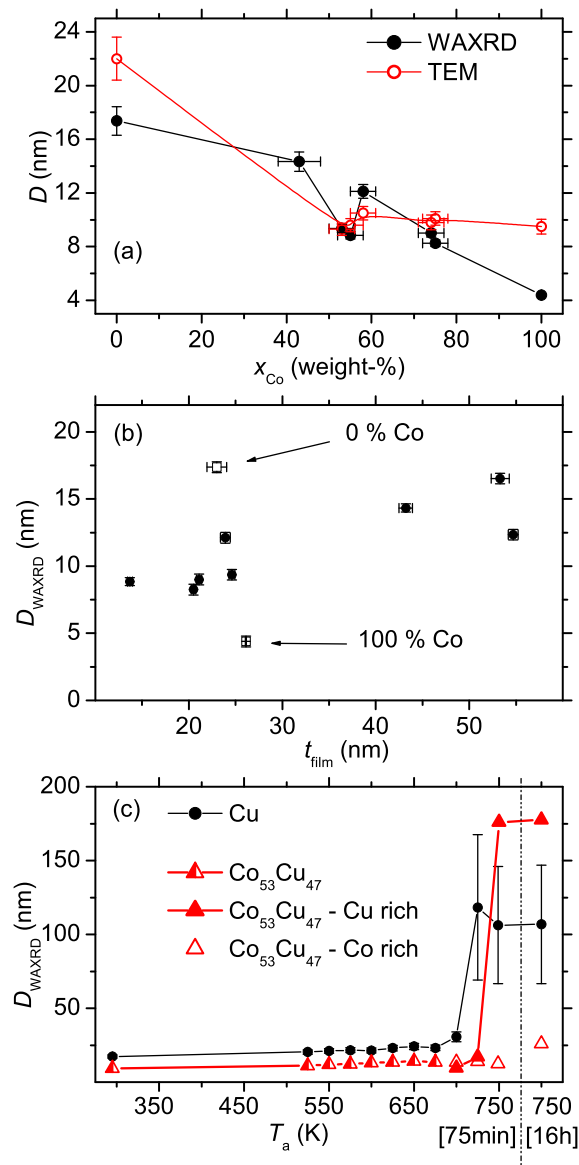 24
20
16
12
8
4
D (nm)
WAXRD
TEM
(a)
0 20 40 60 80 100
x_Co (weight-%)
(b)
20
15
10
5
0
D_WAXRD (nm)
0 % Co
100 % Co
20 30 40 50
t_film (nm)
(c)
200
150
100
50
D_WAXRD (nm)
Cu
Co₅₃Cu₄₇
Co₅₃Cu₄₇ - Cu rich
Co₅₃Cu₄₇ - Co rich
350 450 550 650 750 750
T_a (K) [75min] [16h]